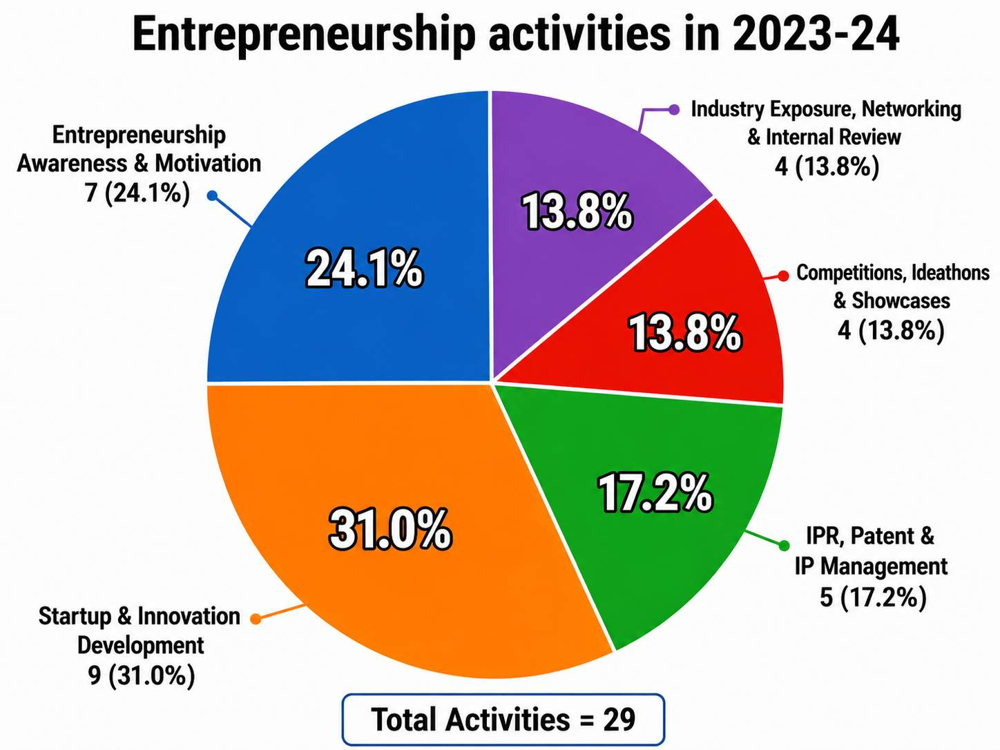 Entrepreneurship activities in 2023-24
Entrepreneurship
Awareness & Motivation
7 (24.1%)
Industry Exposure, Networking
& Internal Review
4 (13.8%)
13.8%
24.1%
Competitions, Ideathons
& Showcases
4 (13.8%)
13.8%
17.2%
31.0%
IPR, Patent &
IP Management
5 (17.2%)
Startup & Innovation
Development
9 (31.0%)
Total Activities = 29